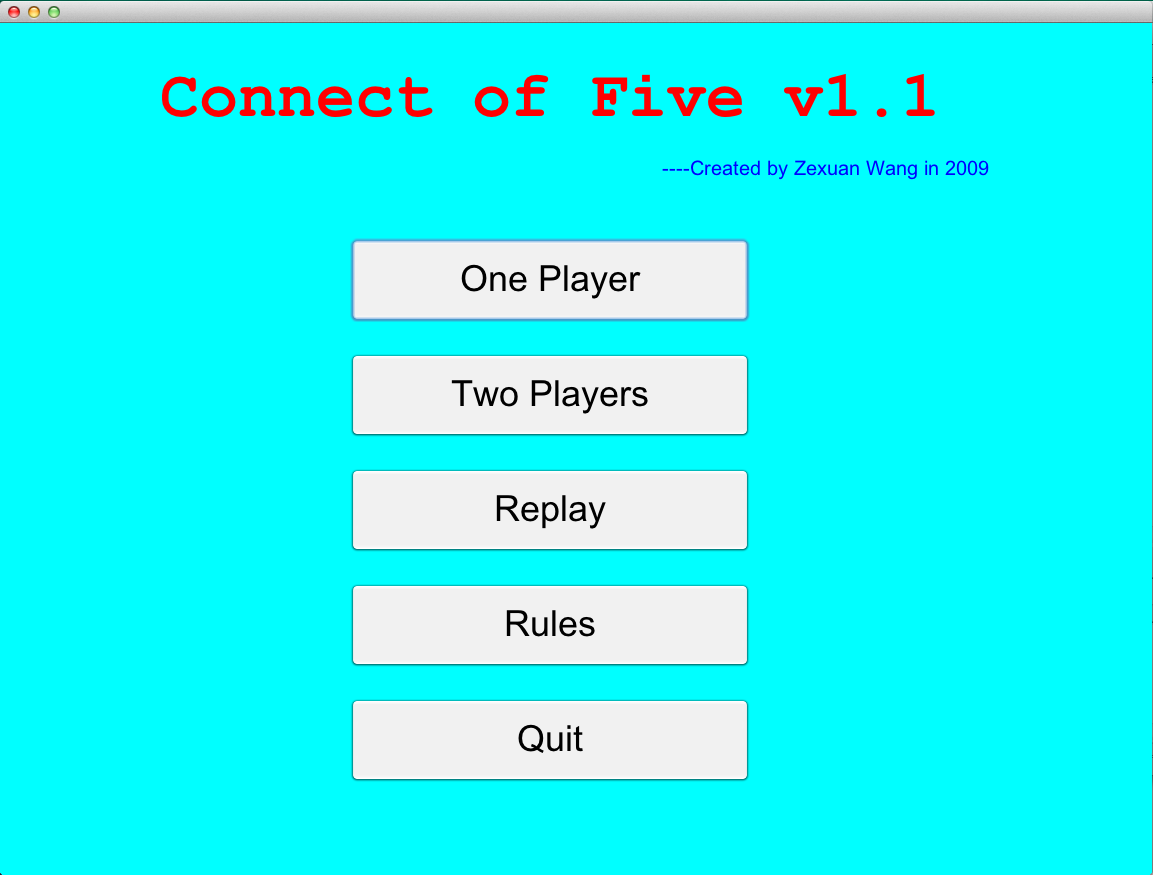 Connect of Five v1.1
----Created by Zexuan Wang in 2009
One Player
Two Players
Replay
Rules
Quit